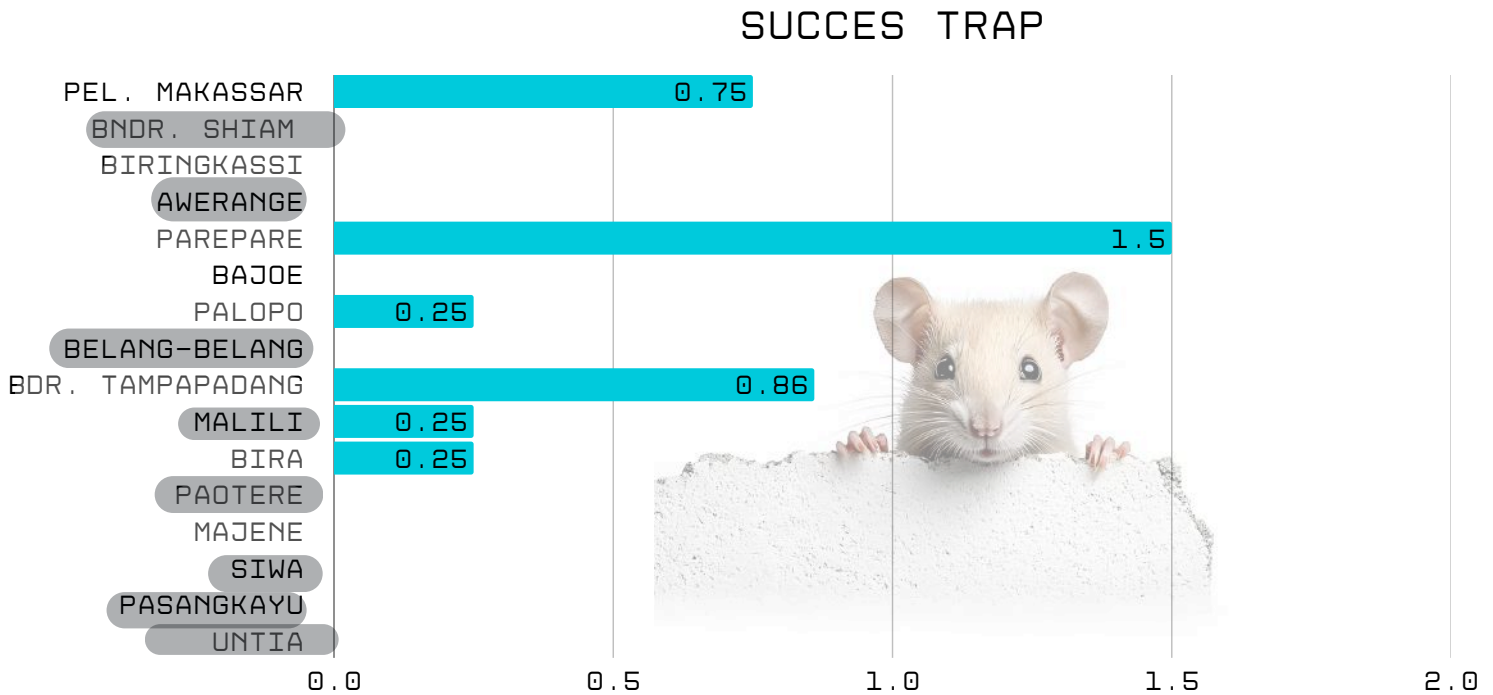 SUCCES TRAP
PEL. MAKASSAR 0.75
BNDR. SHIAM
BIRINGKASSI
AWERANGE
PAREPARE 1.5
BAJOE
PALOPO 0.25
BELANG-BELANG
BDR. TAMPAPADANG 0.86
MALILI 0.25
BIRA 0.25
PAOTERE
MAJENE
SIWA
PASANGKAYU
UNTIA
0.0 0.5 1.0 1.5 2.0